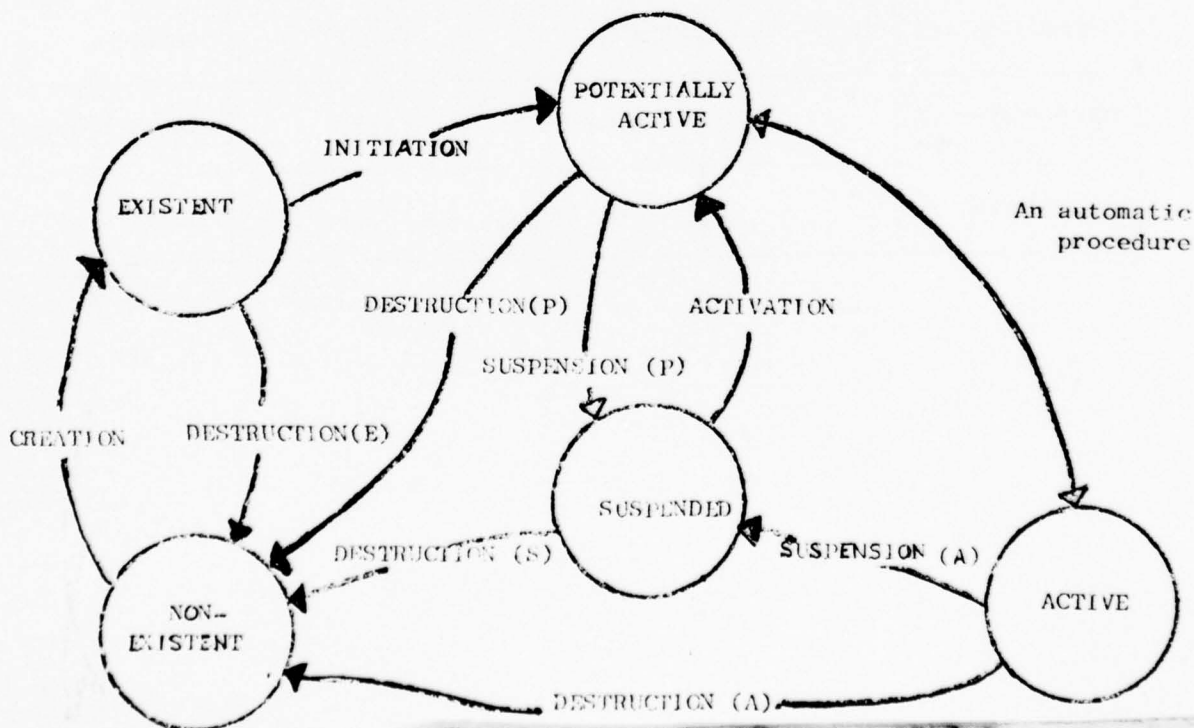 POTENTIALLY
ACTIVE
INITIATION
EXISTENT
An automatic
procedure
DESTRUCTION(P)
ACTIVATION
SUSPENSION (P)
CREATION
DESTRUCTION(E)
SUSPENDED
DESTRUCTION (S)
SUSPENSION (A)
ACTIVE
NON-
EXISTENT
DESTRUCTION (A)